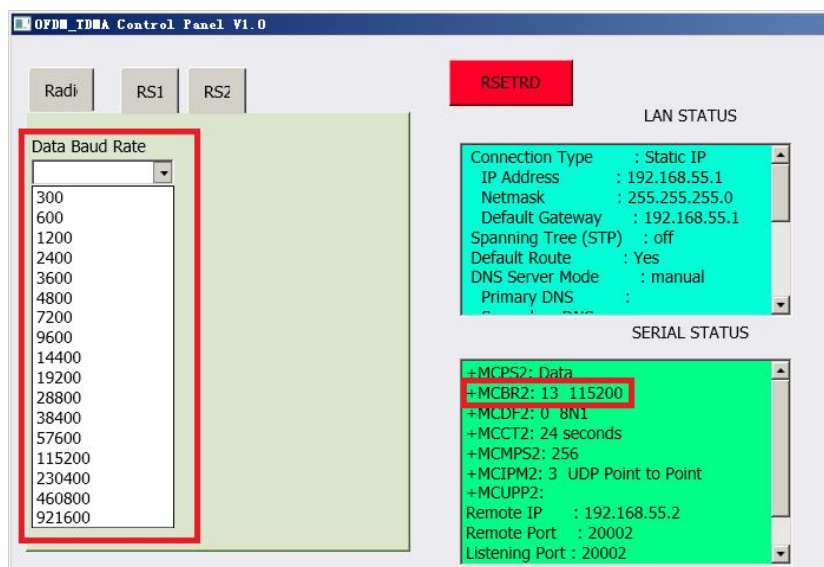 OFDM_TDMA Control Panel V1.0
Radi
RS1
RS2
RSETRD
Data Baud Rate
300
600
1200
2400
3600
4800
7200
9600
14400
19200
28800
38400
57600
115200
230400
460800
921600
LAN STATUS
Connection Type : Static IP
IP Address : 192.168.55.1
Netmask : 255.255.255.0
Default Gateway : 192.168.55.1
Spanning Tree (STP) : off
Default Route : Yes
DNS Server Mode : manual
Primary DNS :
SERIAL STATUS
+MCPS2: Data
+MCBR2: 13 115200
+MCDF2: 0 8N1
+MCCT2: 24 seconds
+MCMPS2: 256
+MCIPM2: 3 UDP Point to Point
+MCUPP2:
Remote IP : 192.168.55.2
Remote Port : 20002
Listening Port : 20002